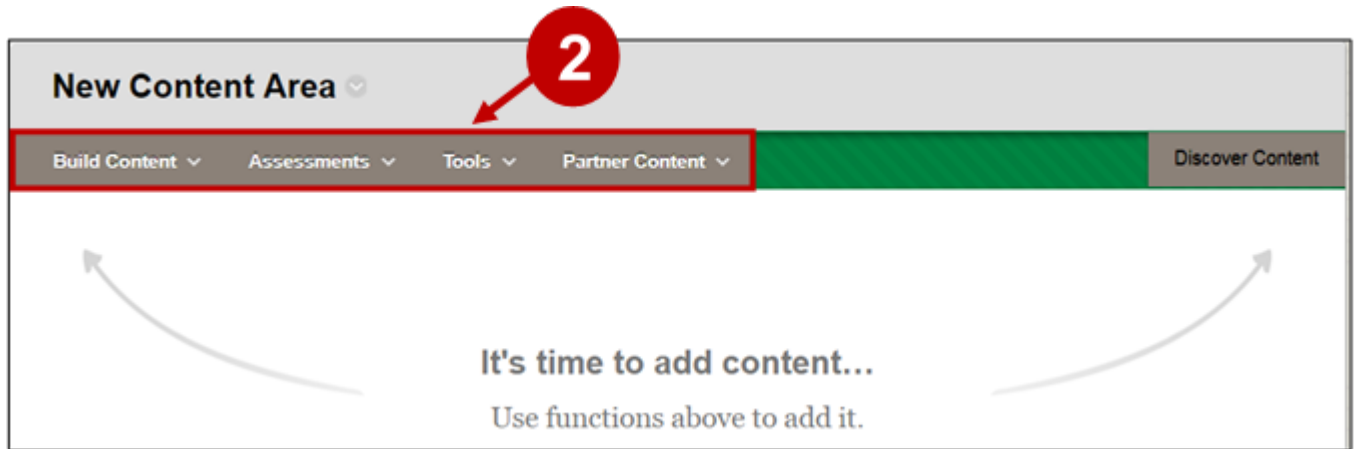 2
New Content Area
Build Content Assessments Tools Partner Content Discover Content
It's time to add content...
Use functions above to add it.